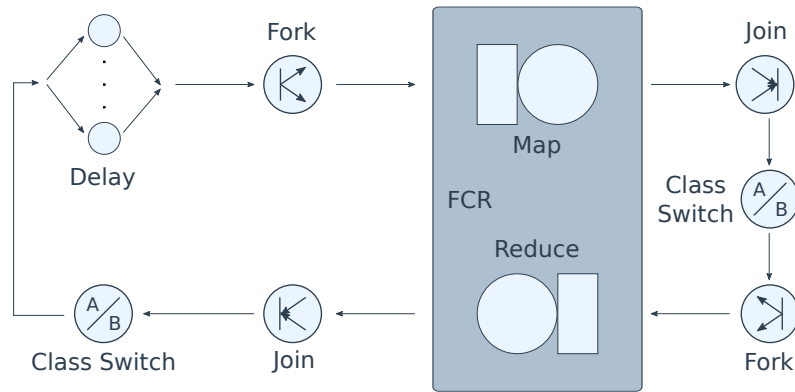 Fork
Join
Delay
Map
FCR
Class
Switch
A
B
Reduce
A
B
Class Switch
Join
Fork